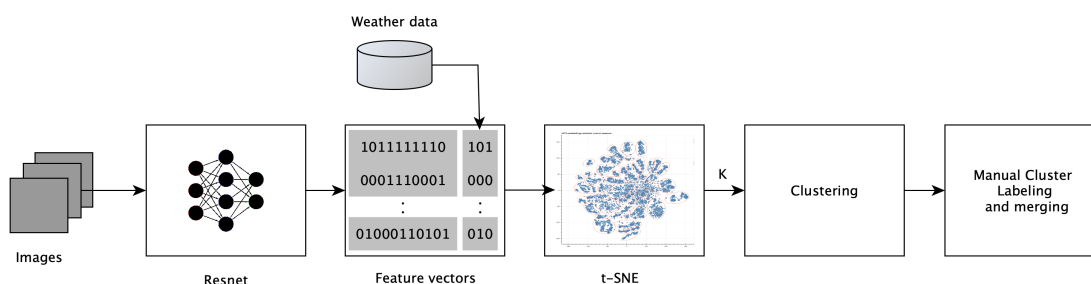 Weather data
1011111110 101
0001110001 000
: :
01000110101 010
K
Clustering
Manual Cluster
Labeling
and merging
Images
Resnet
Feature vectors
t-SNE